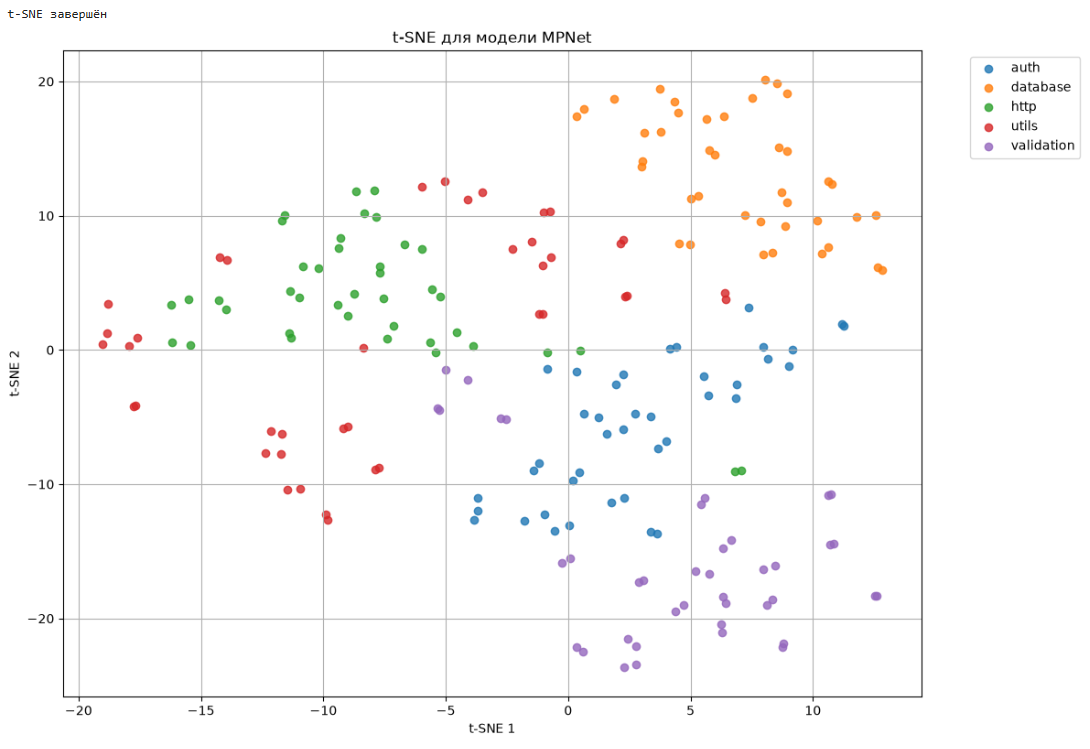 t-SNE завершён
t-SNE для модели MPNet
auth
database
http
utils
validation
20
10
0
−10
−20
t-SNE 2
−20
−15
−10
−5
0
5
10
t-SNE 1